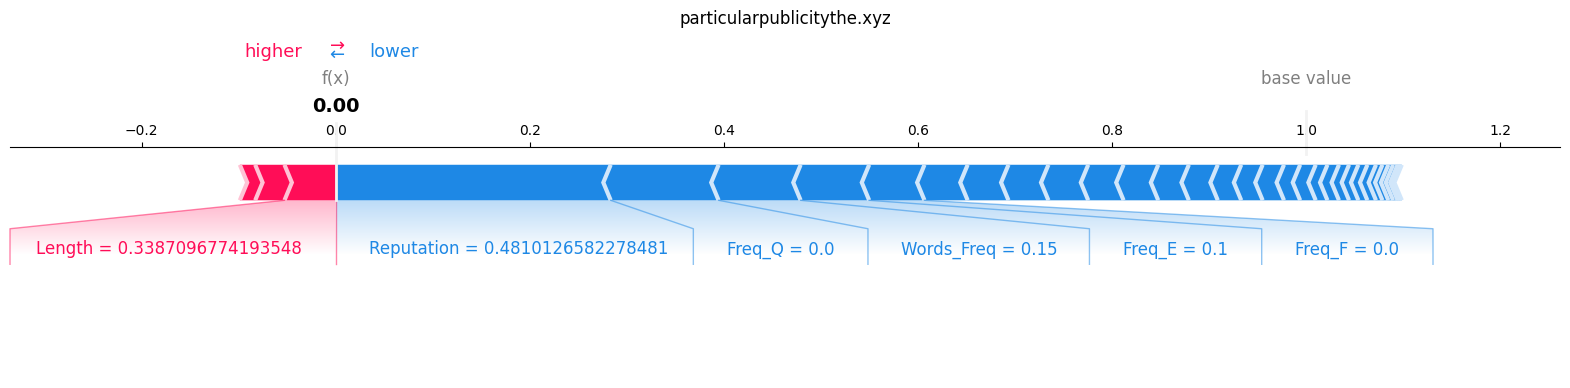 particularpublicitythe.xyz
higher ⇄ lower
f(x) base value
0.00
−0.2 0.0 0.2 0.4 0.6 0.8 1.0 1.2
Length = 0.3387096774193548 Reputation = 0.4810126582278481 Freq_Q = 0.0 Words_Freq = 0.15 Freq_E = 0.1 Freq_F = 0.0